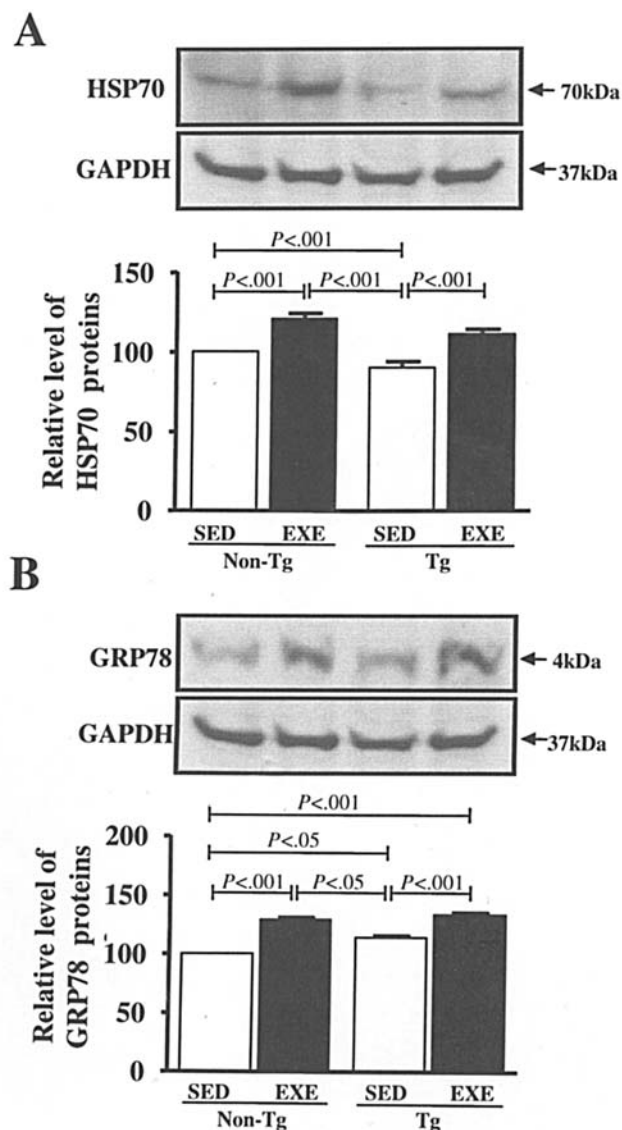 A
HSP70
70kDa
GAPDH
37kDa
P<.001
P<.001 P<.001 P<.001
Relative level of
HSP70 proteins
150
100
50
0
SED EXE SED EXE
Non-Tg Tg
B
GRP78
4kDa
GAPDH
37kDa
P<.001
P<.05
P<.001 P<.05 P<.001
Relative level of
GRP78 proteins
200
150
100
50
0
SED EXE SED EXE
Non-Tg Tg